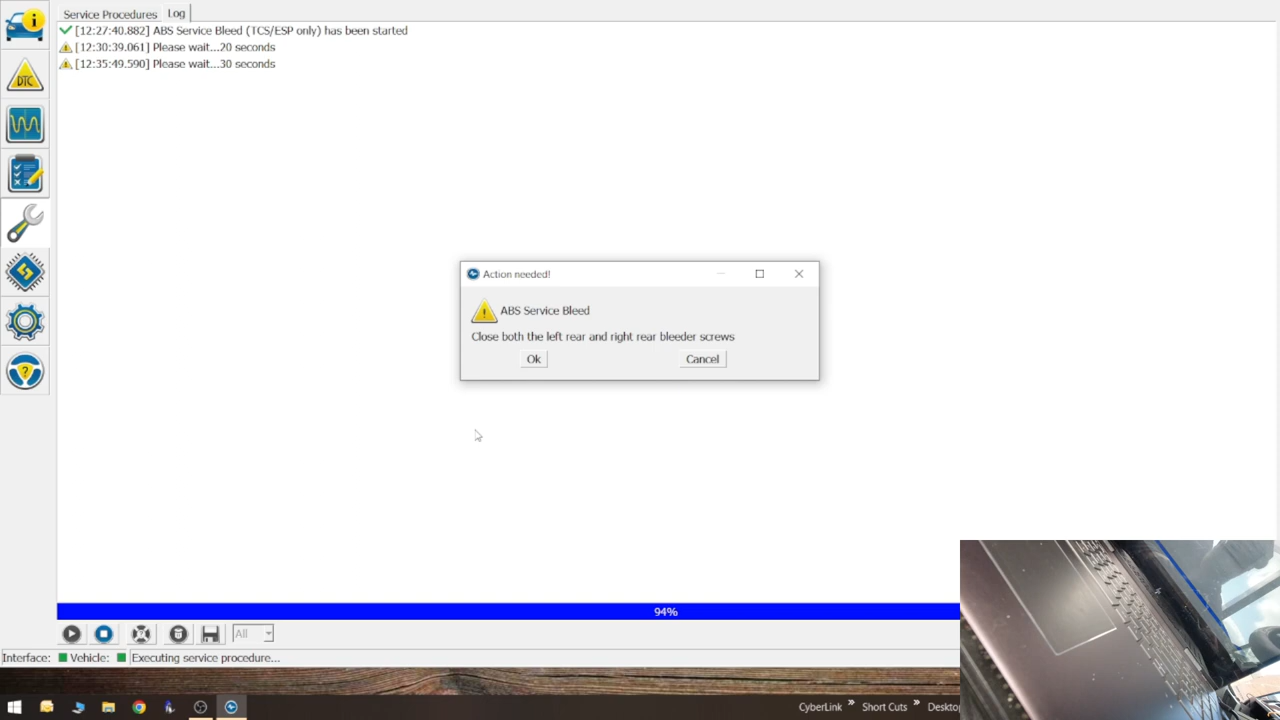 Service Procedures Log
[12:27:40.882] ABS Service Bleed (TCS/ESP only) has been started
[12:30:39.061] Please wait...20 seconds
[12:35:49.590] Please wait...30 seconds
DTC
Action needed!
ABS Service Bleed
Close both the left rear and right rear bleeder screws
Ok Cancel
94%
All
Interface: Vehicle: Executing service procedure...
CyberLink » Short Cuts » Deskto